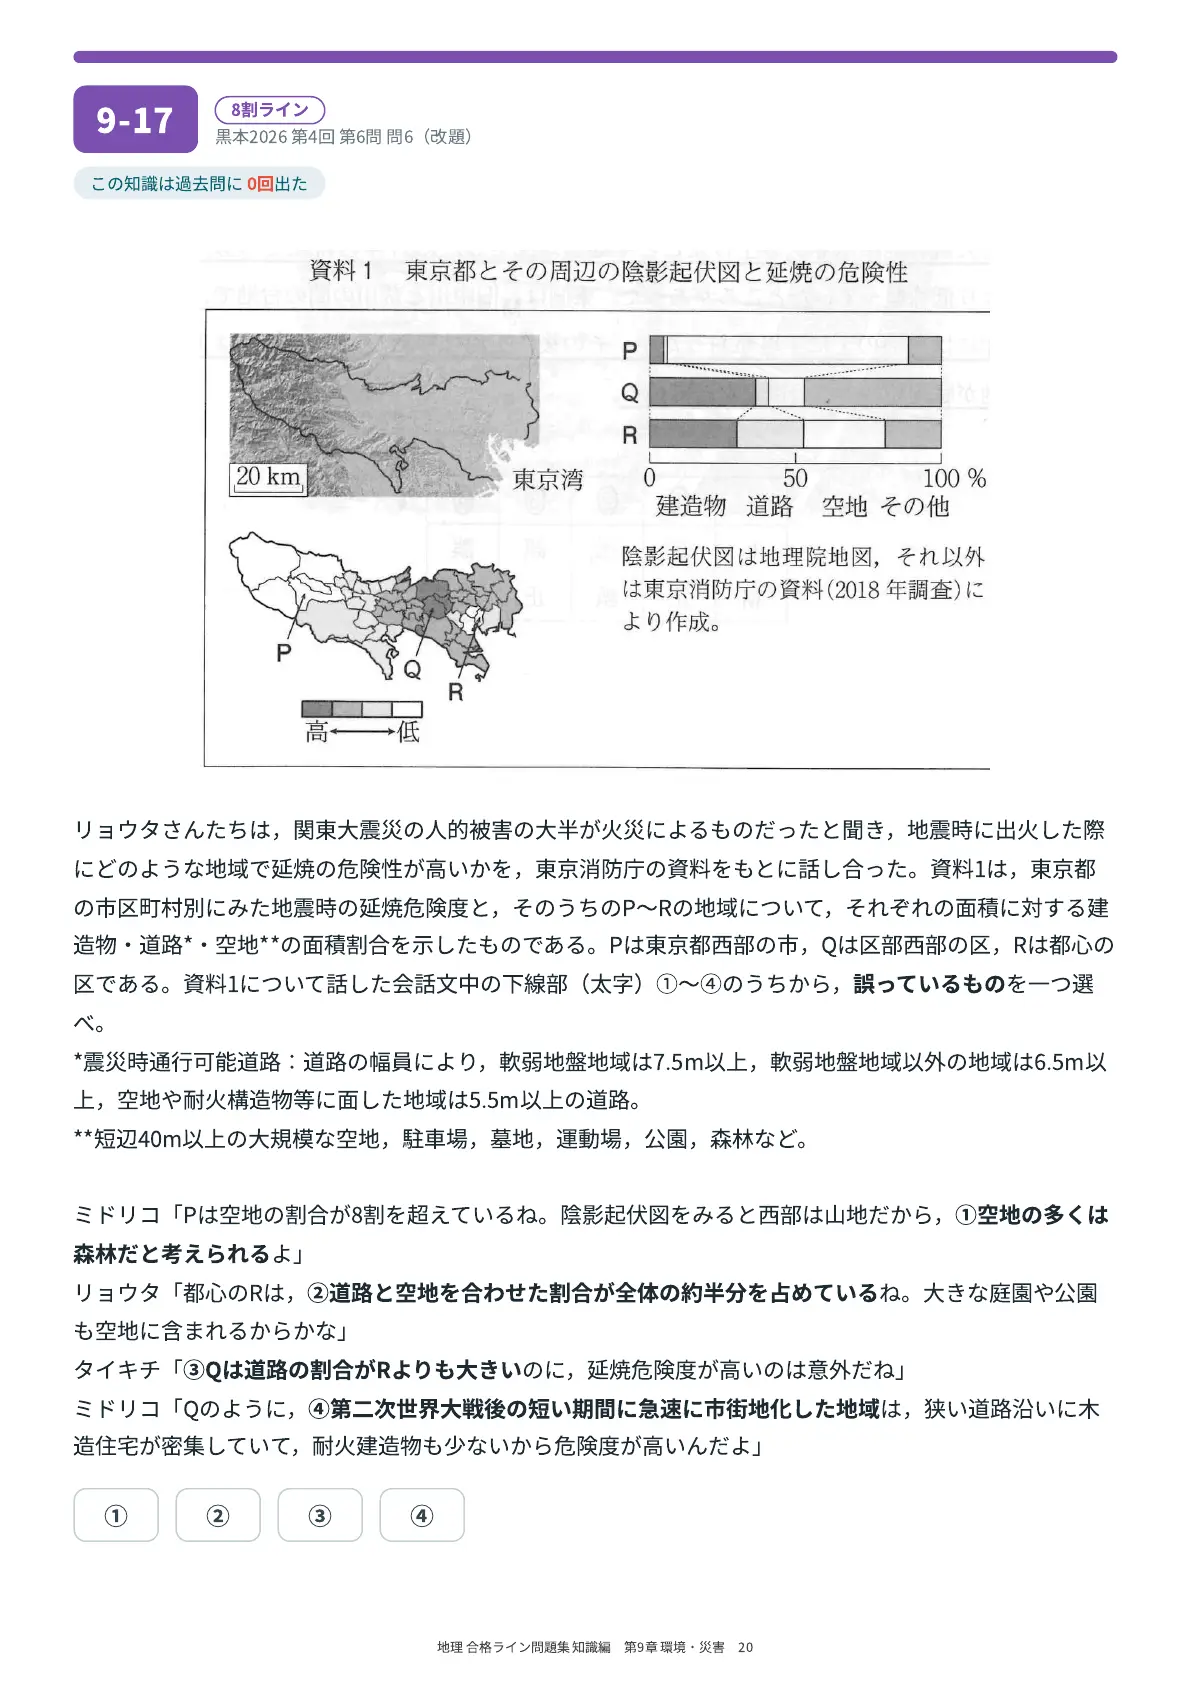 9-17
8割ライン
黒本2026 第4回 第6問 問6（改題）
この知識は過去問に 0回出た
資料1　東京都とその周辺の陰影起伏図と延焼の危険性
P
Q
R
20 km
東京湾
0 50 100 %
建造物 道路 空地 その他
陰影起伏図は地理院地図，それ以外
は東京消防庁の資料(2018年調査)に
より作成。
P
Q
R
高 低
リョウタさんたちは，関東大震災の人的被害の大半が火災によるものだったと聞き，地震時に出火した際
にどのような地域で延焼の危険性が高いかを，東京消防庁の資料をもとに話し合った。資料1は，東京都
の市区町村別にみた地震時の延焼危険度と，そのうちのP～Rの地域について，それぞれの面積に対する建
造物・道路*・空地**の面積割合を示したものである。Pは東京都西部の市，Qは区部西部の区，Rは都心の
区である。資料1について話した会話文中の下線部（太字）①～④のうちから，誤っているものを一つ選
べ。
*震災時通行可能道路：道路の幅員により，軟弱地盤地域は7.5m以上，軟弱地盤地域以外の地域は6.5m以
上，空地や耐火構造物等に面した地域は5.5m以上の道路。
**短辺40m以上の大規模な空地，駐車場，墓地，運動場，公園，森林など。
ミドリコ「Pは空地の割合が8割を超えているね。陰影起伏図をみると西部は山地だから，①空地の多くは
森林だと考えられるよ」
リョウタ「都心のRは，②道路と空地を合わせた割合が全体の約半分を占めているね。大きな庭園や公園
も空地に含まれるからかな」
タイキチ「③Qは道路の割合がRよりも大きいのに，延焼危険度が高いのは意外だね」
ミドリコ「Qのように，④第二次世界大戦後の短い期間に急速に市街地化した地域は，狭い道路沿いに木
造住宅が密集していて，耐火建造物も少ないから危険度が高いんだよ」
① ② ③ ④
地理 合格ライン問題集 知識編　第9章 環境・災害　20